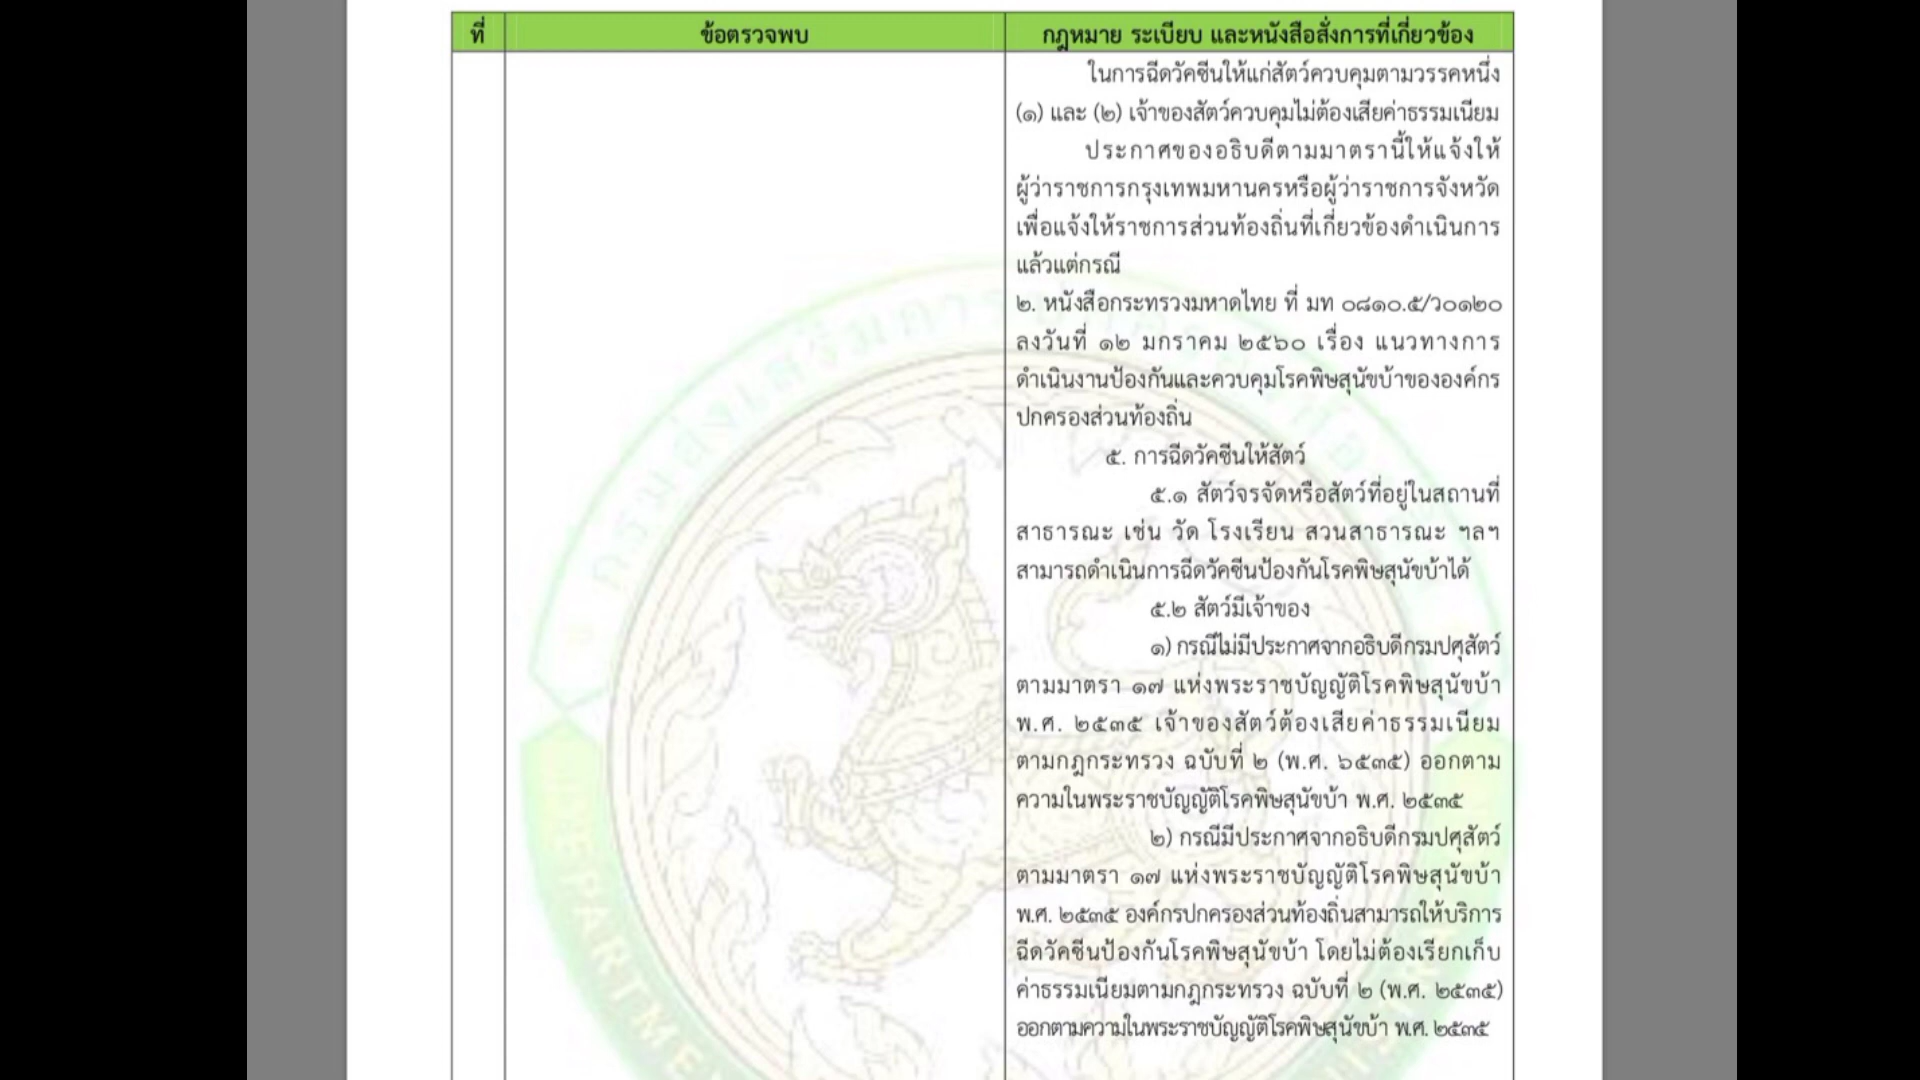 ที่ ข้อตรวจพบ กฎหมาย ระเบียบ และหนังสือสั่งการที่เกี่ยวข้อง
ในการฉีดวัคซีนให้แก่สัตว์ควบคุมตามวรรคหนึ่ง
(๑) และ (๒) เจ้าของสัตว์ควบคุมไม่ต้องเสียค่าธรรมเนียม
ประกาศของอธิบดีตามมาตรานี้ให้แจ้งให้
ผู้ว่าราชการกรุงเทพมหานครหรือผู้ว่าราชการจังหวัด
เพื่อแจ้งให้ราชการส่วนท้องถิ่นที่เกี่ยวข้องดำเนินการ
แล้วแต่กรณี
๒. หนังสือกระทรวงมหาดไทย ที่ มท ๐๘๑๐.๕/ว๐๑๒๐
ลงวันที่ ๑๒ มกราคม ๒๕๖๐ เรื่อง แนวทางการ
ดำเนินงานป้องกันและควบคุมโรคพิษสุนัขบ้าขององค์กร
ปกครองส่วนท้องถิ่น
๕. การฉีดวัคซีนให้สัตว์
๕.๑ สัตว์จรจัดหรือสัตว์ที่อยู่ในสถานที่
สาธารณะ เช่น วัด โรงเรียน สวนสาธารณะ ฯลฯ
สามารถดำเนินการฉีดวัคซีนป้องกันโรคพิษสุนัขบ้าได้
๕.๒ สัตว์มีเจ้าของ
๑) กรณีไม่มีประกาศจากอธิบดีกรมปศุสัตว์
ตามมาตรา ๑๗ แห่งพระราชบัญญัติโรคพิษสุนัขบ้า
พ.ศ. ๒๕๓๕ เจ้าของสัตว์ต้องเสียค่าธรรมเนียม
ตามกฎกระทรวง ฉบับที่ ๒ (พ.ศ. ๖๕๓๕) ออกตาม
ความในพระราชบัญญัติโรคพิษสุนัขบ้า พ.ศ. ๒๕๓๕
๒) กรณีมีประกาศจากอธิบดีกรมปศุสัตว์
ตามมาตรา ๑๗ แห่งพระราชบัญญัติโรคพิษสุนัขบ้า
พ.ศ. ๒๕๓๕ องค์กรปกครองส่วนท้องถิ่นสามารถให้บริการ
ฉีดวัคซีนป้องกันโรคพิษสุนัขบ้า โดยไม่ต้องเรียกเก็บ
ค่าธรรมเนียมตามกฎกระทรวง ฉบับที่ ๒ (พ.ศ. ๒๕๓๕)
ออกตามความในพระราชบัญญัติโรคพิษสุนัขบ้า พ.ศ. ๒๕๓๕